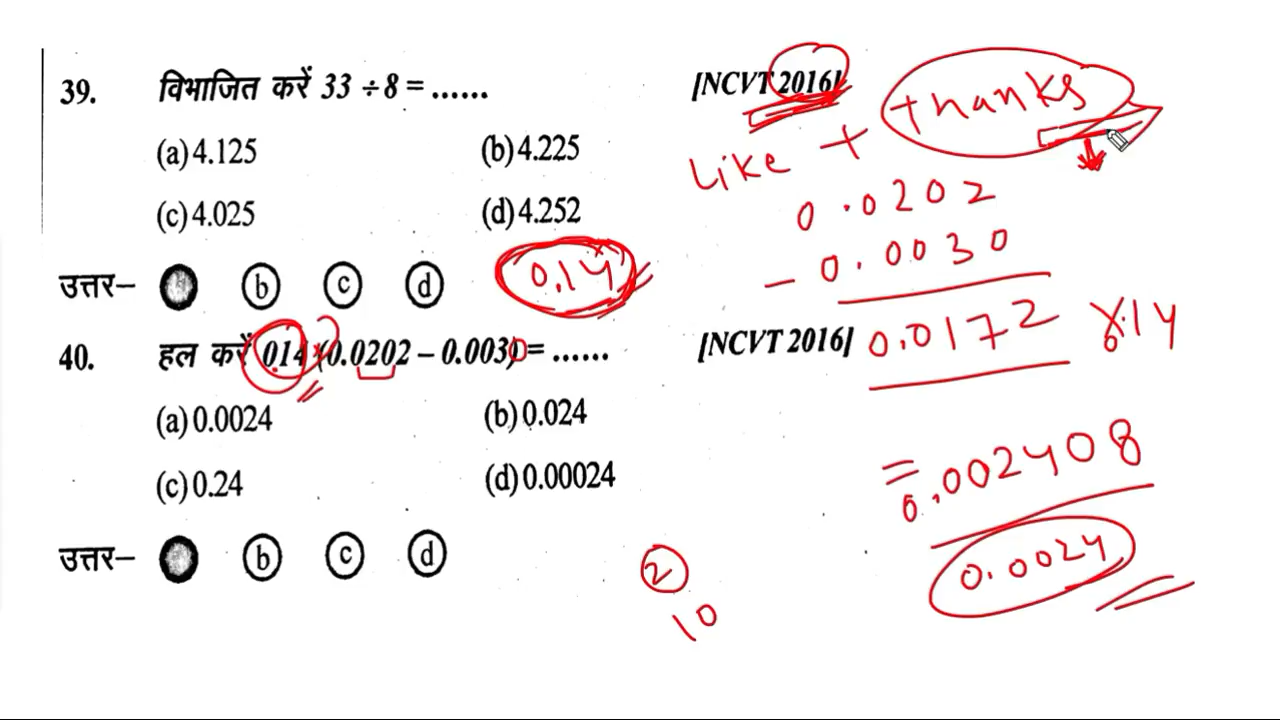 39. विभाजित करें 33 ÷ 8 = ...... [NCVT 2016]
(a) 4.125 (b) 4.225
(c) 4.025 (d) 4.252
उत्तर– b c d
40. हल करें 014 (0.0202 – 0.003) = ...... [NCVT 2016]
(a) 0.0024 (b) 0.024
(c) 0.24 (d) 0.00024
उत्तर– b c d
Like + thanks
0.0202
- 0.0030
0.0172 X 0.14
= 0.002408
0.0024
0.14
2
10